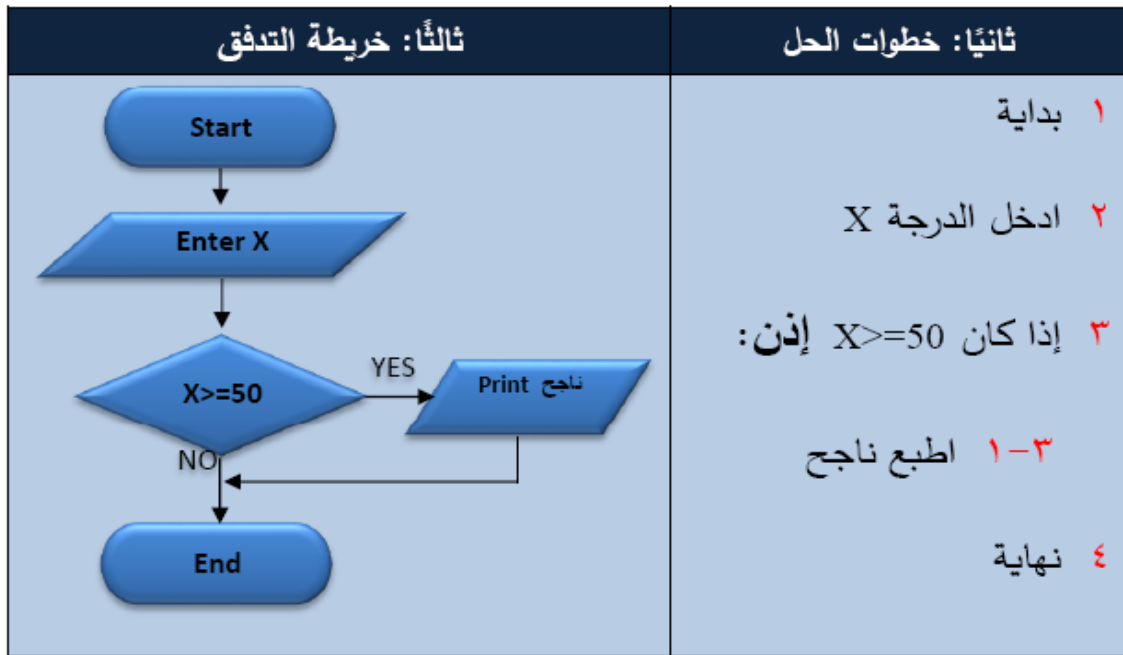 ثانيًا: خطوات الحل
١ بداية
٢ ادخل الدرجة X
٣ إذا كان X>=50 إذن:
٣-١ اطبع ناجح
٤ نهاية
ثالثًا: خريطة التدفق
Start
Enter X
X>=50
YES
Print ناجح
NO
End